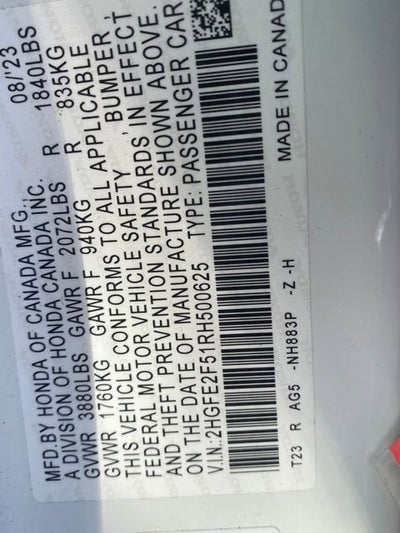 MFD.BY HONDA OF CANADA MFG., 08/'23
A DIVISION OF HONDA CANADA INC.
GVWR 3880LBS GAWR F 2072LBS R 1840LBS
GVWR 1760KG GAWR F 940KG R 835KG
THIS VEHICLE CONFORMS TO ALL APPLICABLE
FEDERAL MOTOR VEHICLE SAFETY, BUMPER,
AND THEFT PREVENTION STANDARDS, IN EFFECT
ON THE DATE OF MANUFACTURE SHOWN ABOVE.
V.I.N.:2HGFE2F51RH500625 TYPE: PASSENGER CAR
MADE IN CANAD
T23 R AG5 -NH883P -Z -H